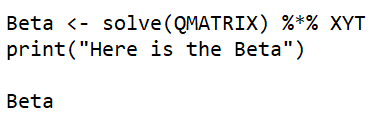 Beta <- solve(QMATRIX) %*% XYT
print("Here is the Beta")
Beta